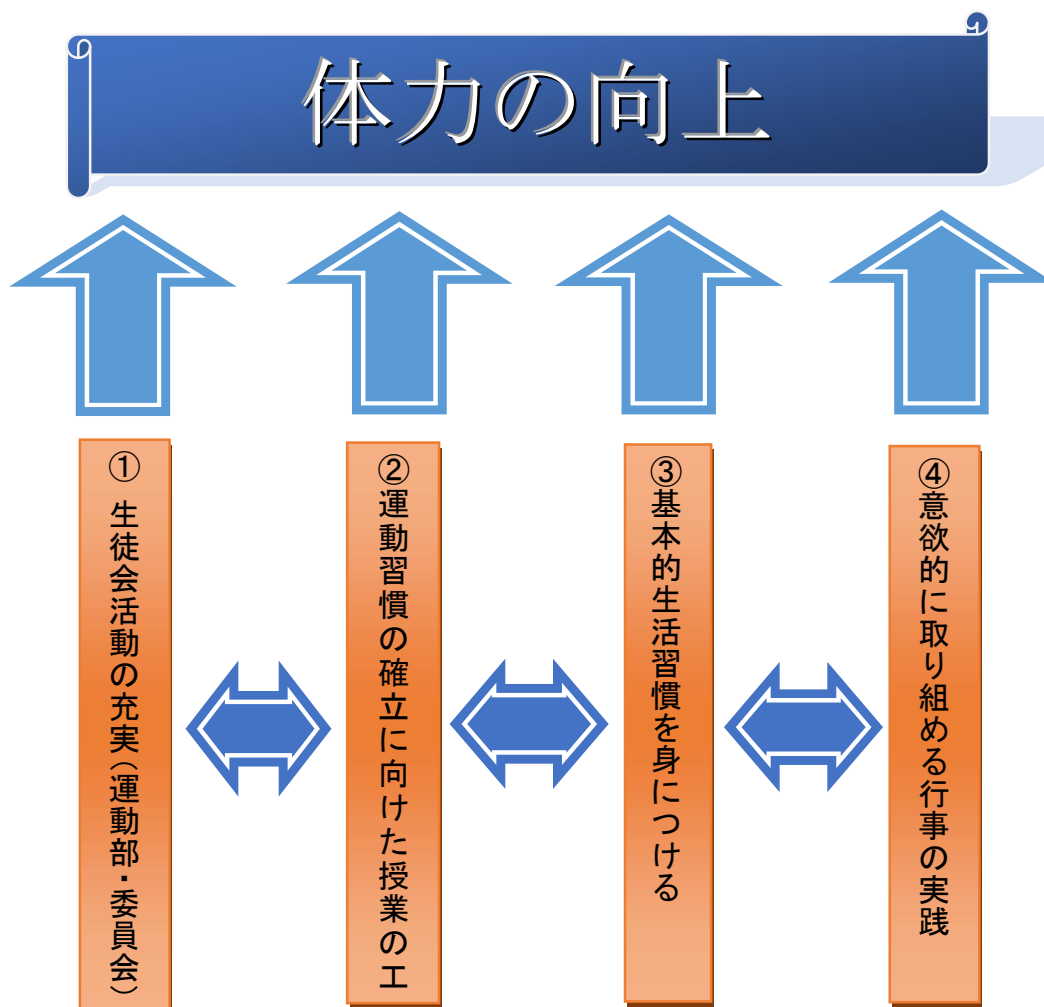 体力の向上
① 生徒会活動の充実（運動部・委員会）
②運動習慣の確立に向けた授業の工
③基本的生活習慣を身につける
④意欲的に取り組める行事の実践